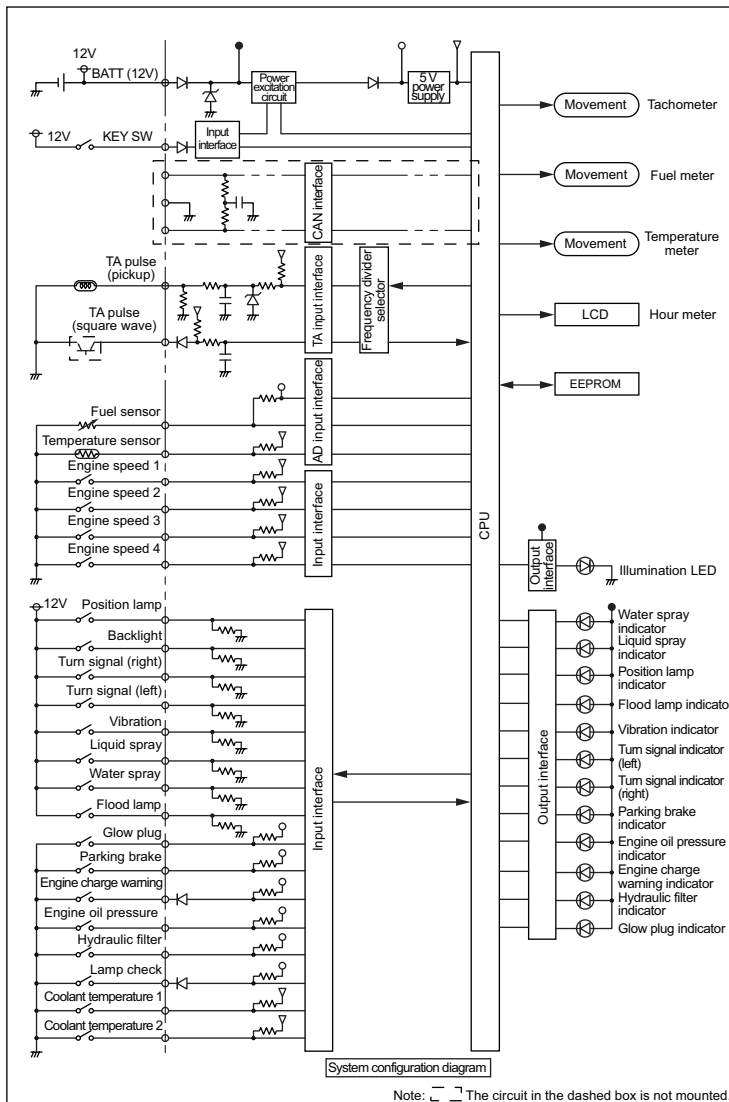 12V
BATT (12V)
Power
excitation
circuit
5V
power
supply
12V
KEY SW
Input
interface
CAN interface
TA pulse
(pickup)
TA pulse
(square wave)
TA input interface
Frequency divider
selector
Fuel sensor
Temperature sensor
AD input interface
Engine speed 1
Engine speed 2
Engine speed 3
Engine speed 4
Input interface
12V
Position lamp
Backlight
Turn signal (right)
Turn signal (left)
Vibration
Liquid spray
Water spray
Flood lamp
Glow plug
Parking brake
Engine charge warning
Engine oil pressure
Hydraulic filter
Lamp check
Coolant temperature 1
Coolant temperature 2
Input interface
CPU
Movement
Tachometer
Movement
Fuel meter
Movement
Temperature
meter
LCD
Hour meter
EEPROM
Output
interface
Illumination LED
Output interface
Water spray
indicator
Liquid spray
indicator
Position lamp
indicator
Flood lamp indicato
Vibration indicator
Turn signal indicator
(left)
Turn signal indicator
(right)
Parking brake
indicator
Engine oil pressure
indicator
Engine charge
warning indicator
Hydraulic filter
indicator
Glow plug indicator
System configuration diagram
Note: The circuit in the dashed box is not mounted.